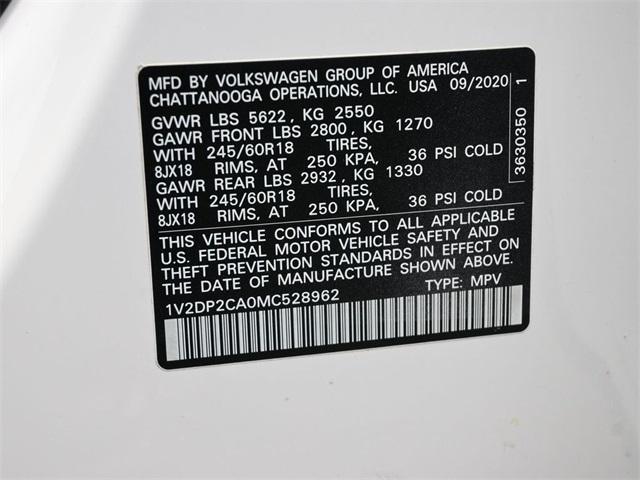 MFD BY VOLKSWAGEN GROUP OF AMERICA
CHATTANOOGA OPERATIONS, LLC. USA 09/2020
GVWR LBS 5622, KG 2550
GAWR FRONT LBS 2800, KG 1270
WITH 245/60R18 TIRES,
8JX18 RIMS, AT 250 KPA, 36 PSI COLD
GAWR REAR LBS 2932, KG 1330
WITH 245/60R18 TIRES,
8JX18 RIMS, AT 250 KPA, 36 PSI COLD
THIS VEHICLE CONFORMS TO ALL APPLICABLE
U.S. FEDERAL MOTOR VEHICLE SAFETY AND
THEFT PREVENTION STANDARDS IN EFFECT ON
THE DATE OF MANUFACTURE SHOWN ABOVE.
1V2DP2CA0MC528962 TYPE: MPV
3630350 1